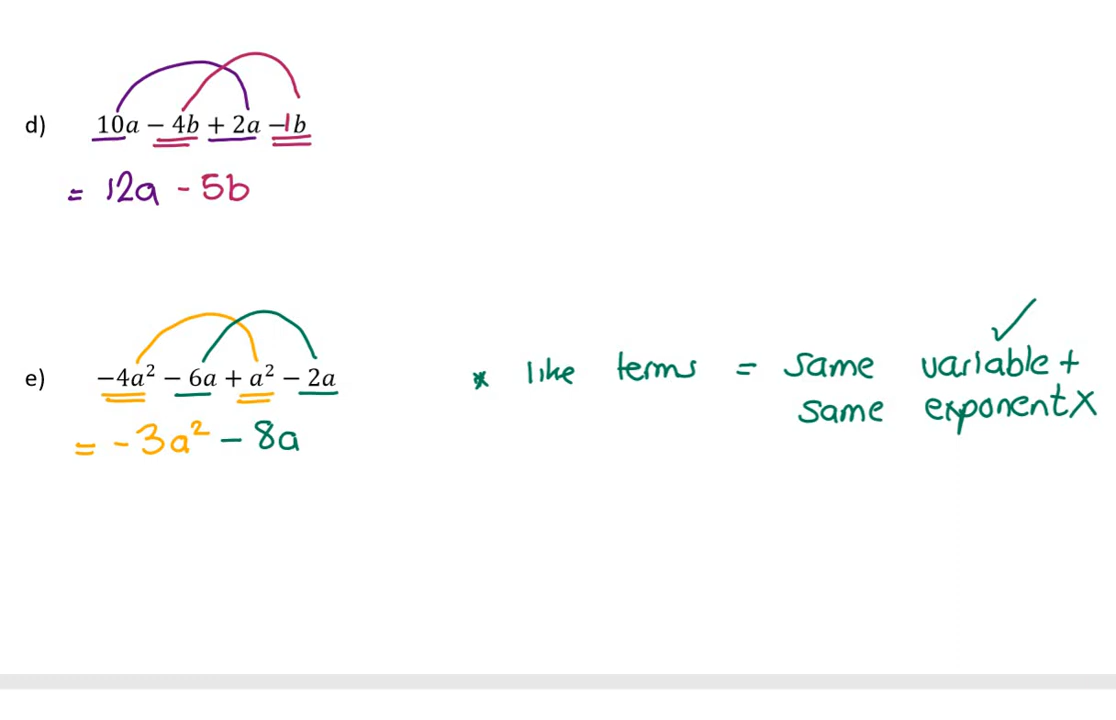 d) 10a − 4b + 2a −1b
= 12a - 5b
e) −4a² − 6a + a² − 2a
* like terms = same variable + ✓
same exponent x
= -3a² - 8a